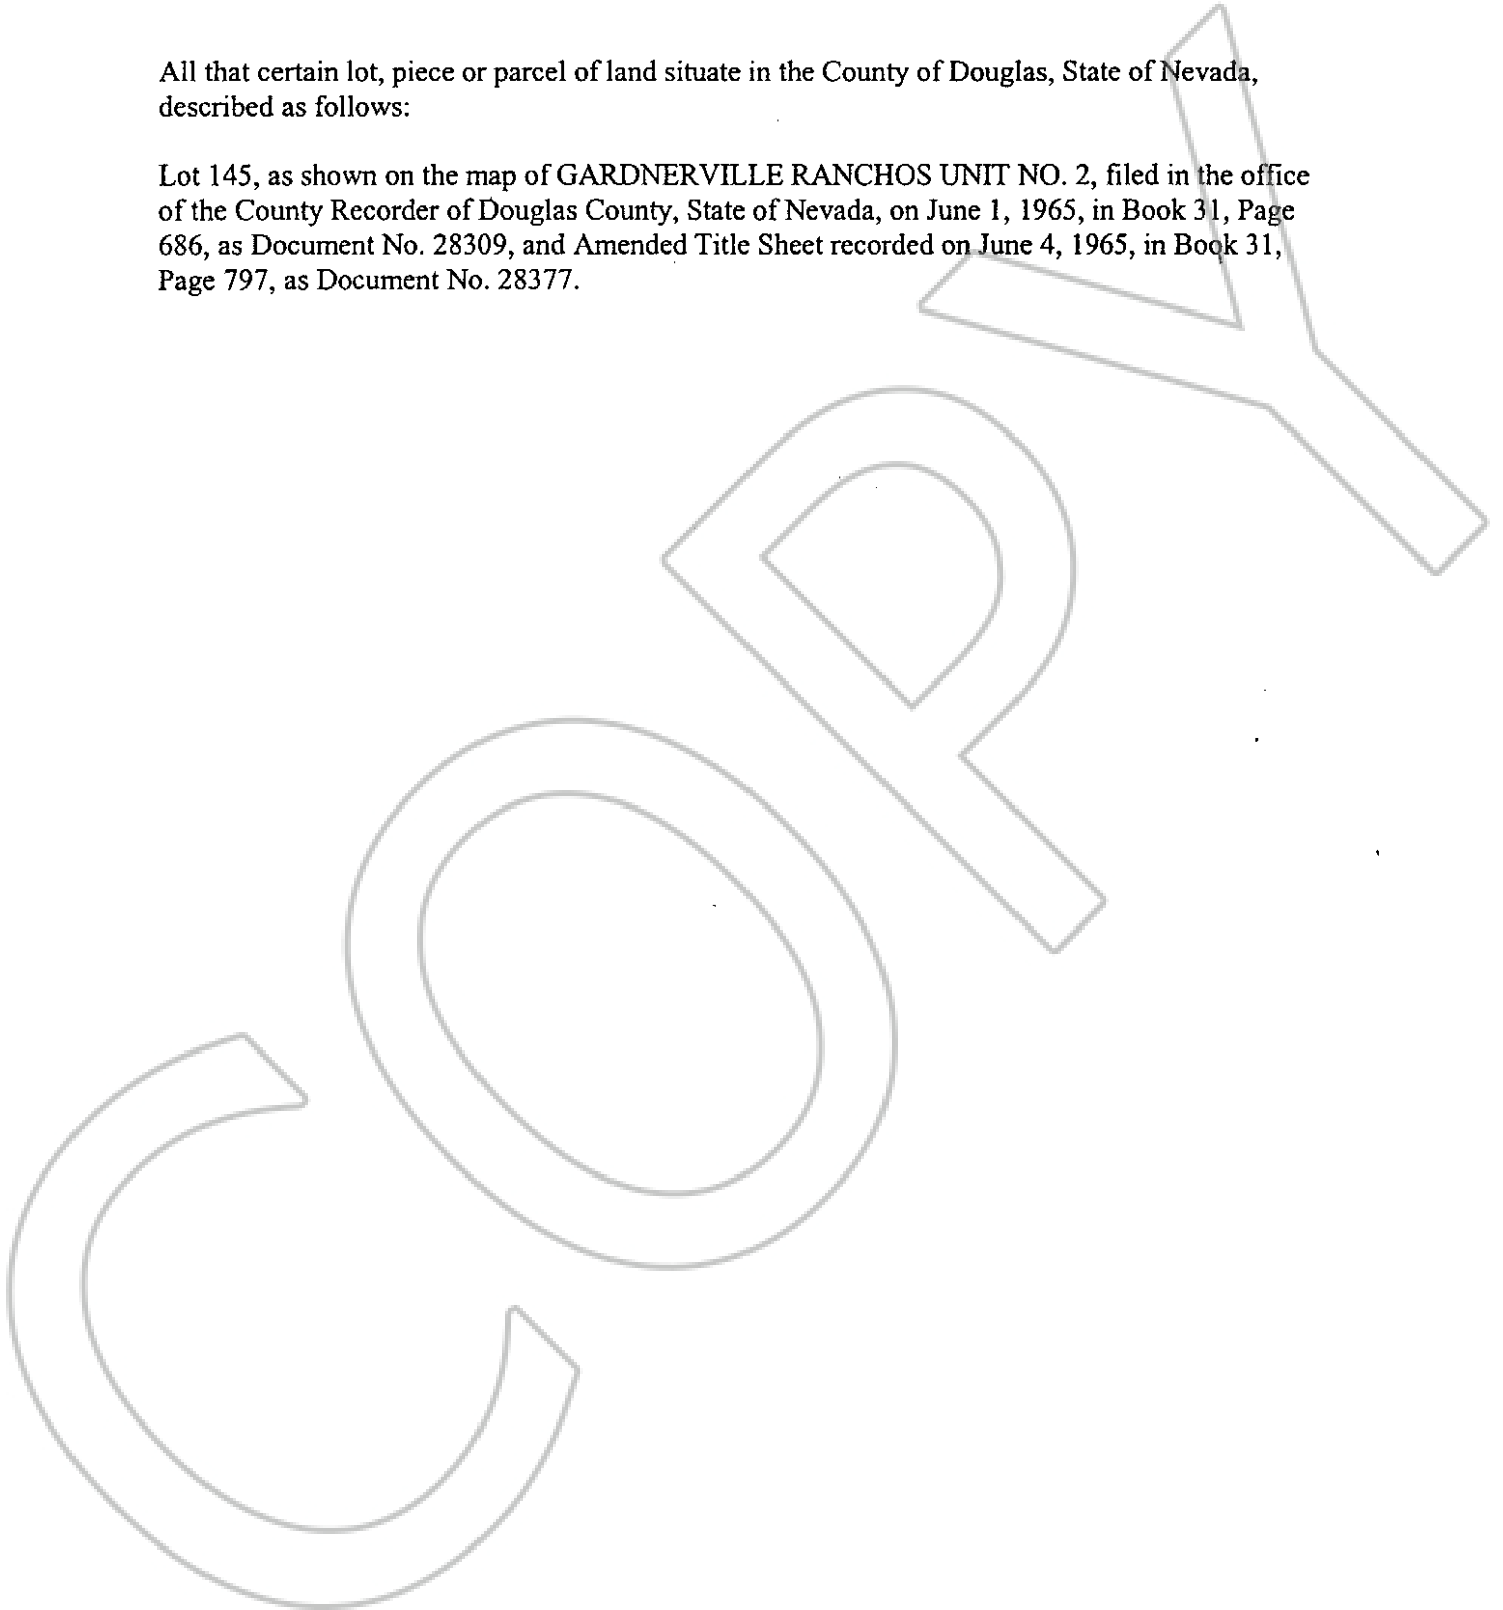 All that certain lot, piece or parcel of land situate in the County of Douglas, State of Nevada,
described as follows:
Lot 145, as shown on the map of GARDNERVILLE RANCHOS UNIT NO. 2, filed in the office
of the County Recorder of Douglas County, State of Nevada, on June 1, 1965, in Book 31, Page
686, as Document No. 28309, and Amended Title Sheet recorded on June 4, 1965, in Book 31,
Page 797, as Document No. 28377.
COPY